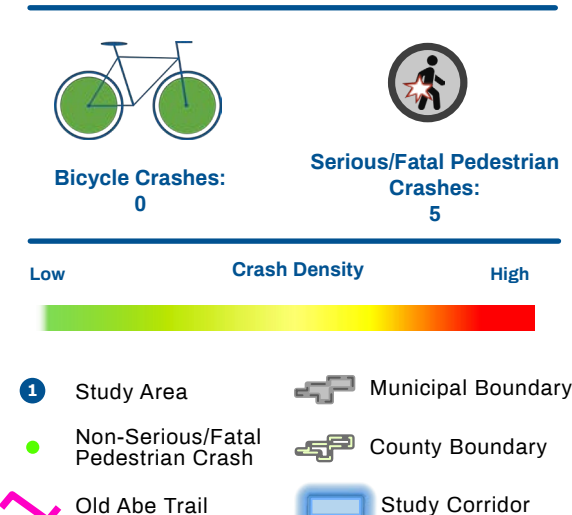 Bicycle Crashes:
0
Serious/Fatal Pedestrian
Crashes:
5
Low
Crash Density
High
1
Study Area
Municipal Boundary
Non-Serious/Fatal
Pedestrian Crash
County Boundary
Old Abe Trail
Study Corridor